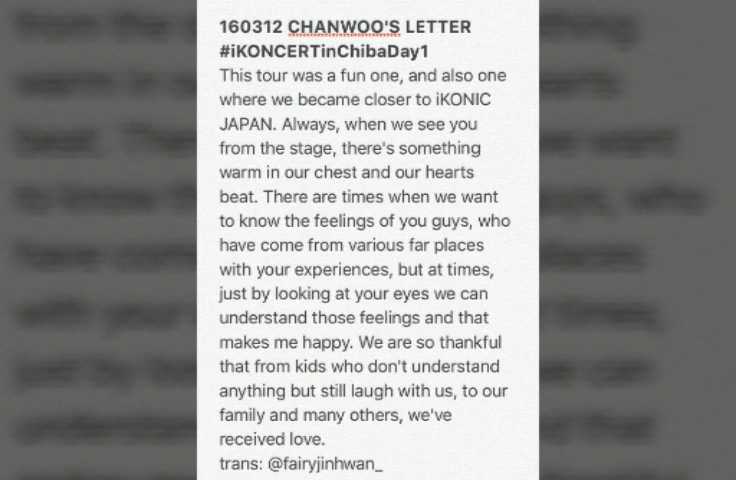 160312 CHANWOO'S LETTER
#iKONCERTinChibaDay1
This tour was a fun one, and also one
where we became closer to iKONIC
JAPAN. Always, when we see you
from the stage, there's something
warm in our chest and our hearts
beat. There are times when we want
to know the feelings of you guys, who
have come from various far places
with your experiences, but at times,
just by looking at your eyes we can
understand those feelings and that
makes me happy. We are so thankful
that from kids who don't understand
anything but still laugh with us, to our
family and many others, we've
received love.
trans: @fairyjinhwan_